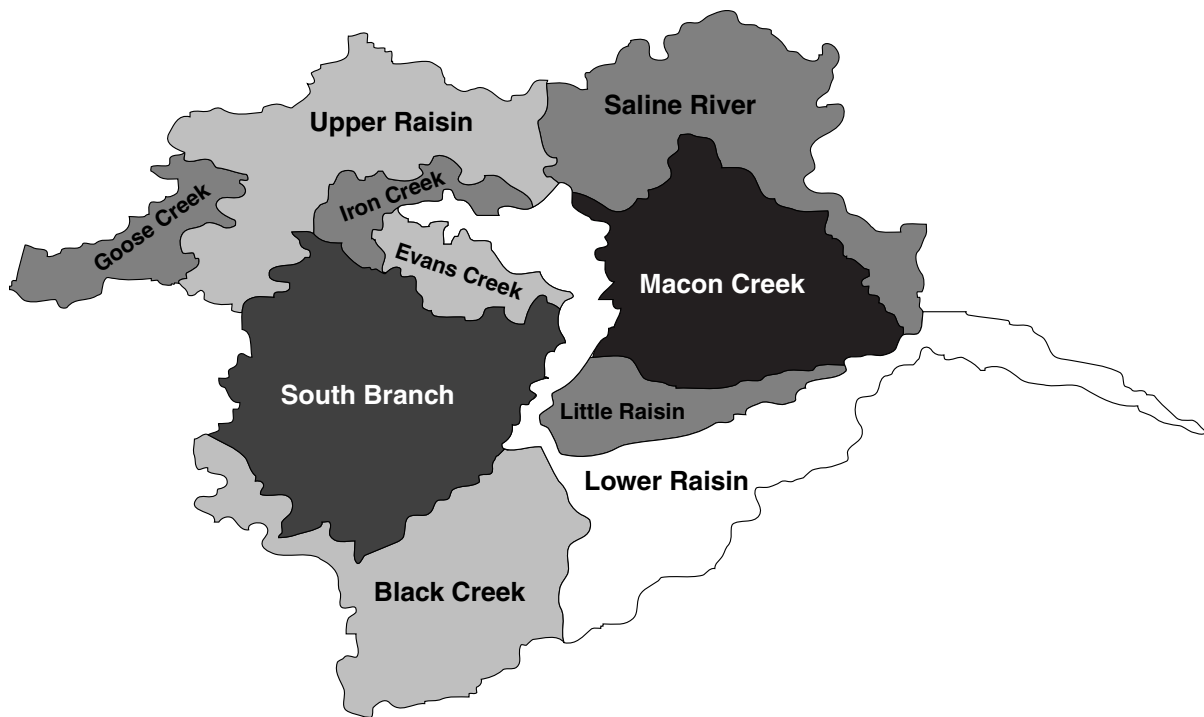 Saline River
Upper Raisin
Iron Creek
Goose Creek
Evans Creek
Macon Creek
South Branch
Little Raisin
Lower Raisin
Black Creek